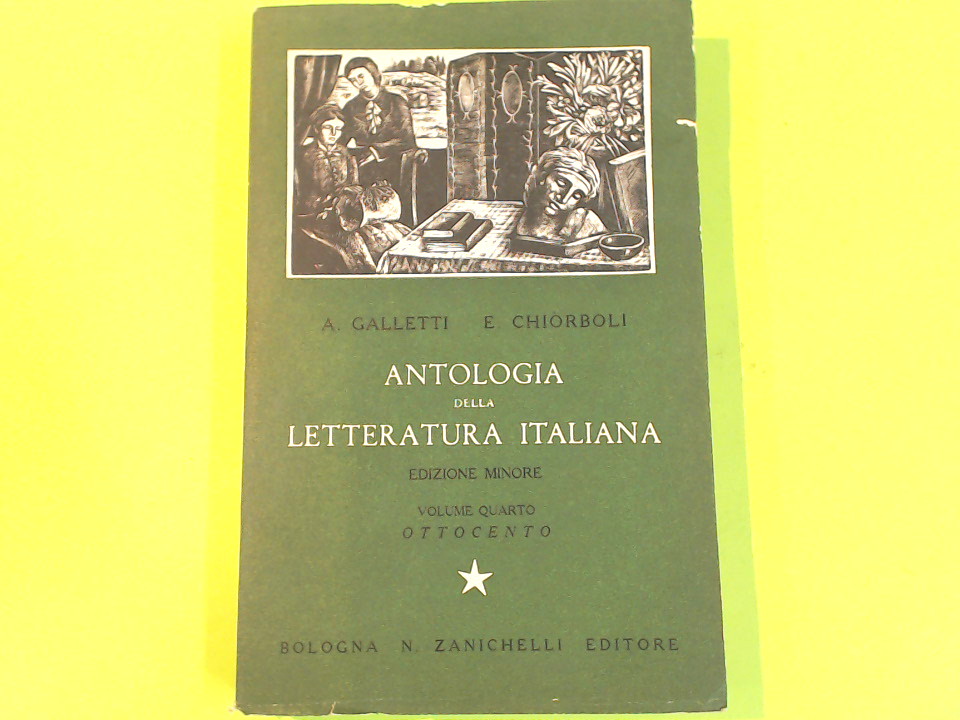 A. GALLETTI E. CHIORBOLI
ANTOLOGIA
DELLA
LETTERATURA ITALIANA
EDIZIONE MINORE
VOLUME QUARTO
OTTOCENTO
BOLOGNA N. ZANICHELLI EDITORE